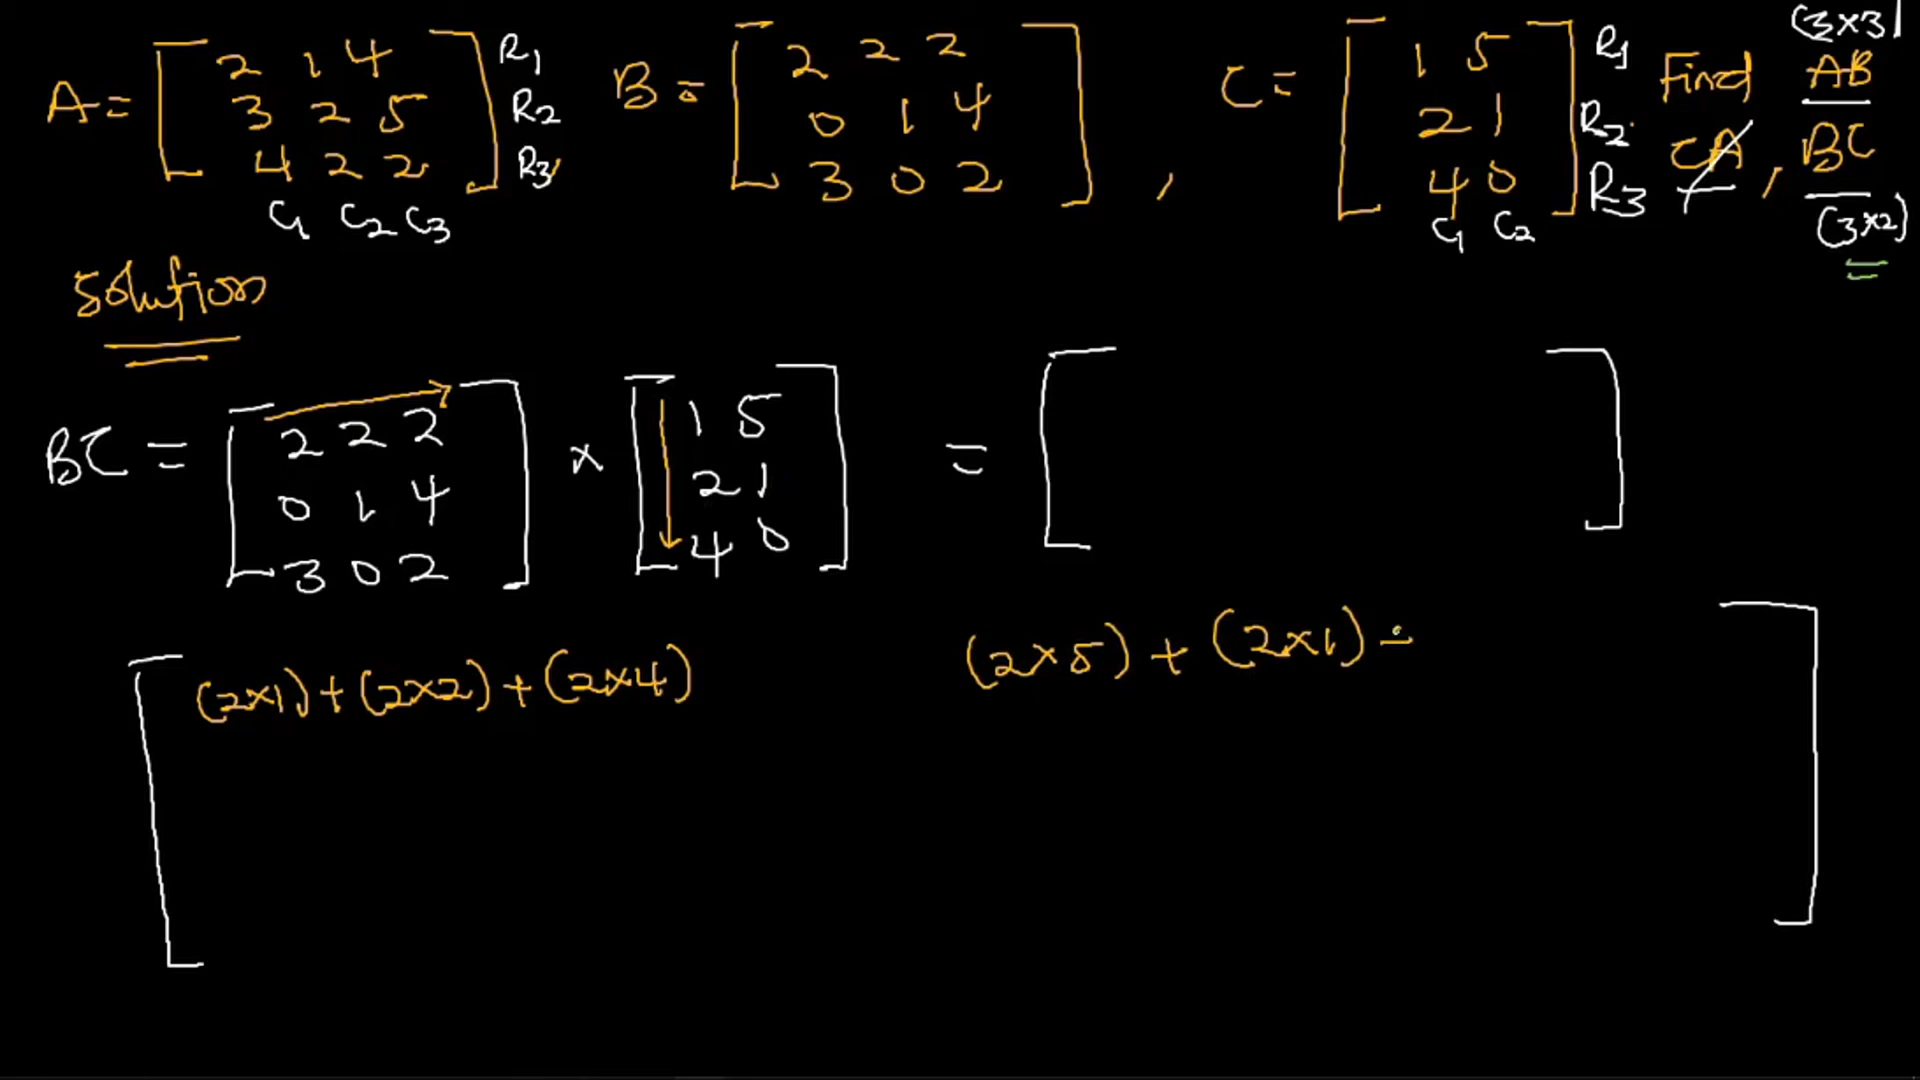 A = [ 2 1 4 ] R1 B = [ 2 2 2 ] C = [ 1 5 ] R1 Find AB (3×3)
3 2 5 R2 0 1 4 2 1 R2 CA , BC
4 2 2 R3 3 0 2 , 4 0 R3 (3×2)
C1 C2 C3 C1 C2
Solution
BC = [ 2 2 2 ] × [ 1 5 ] = [ ]
0 1 4 2 1
3 0 2 4 0
[ (2×1)+(2×2)+(2×4) (2×5) + (2×1) - ]